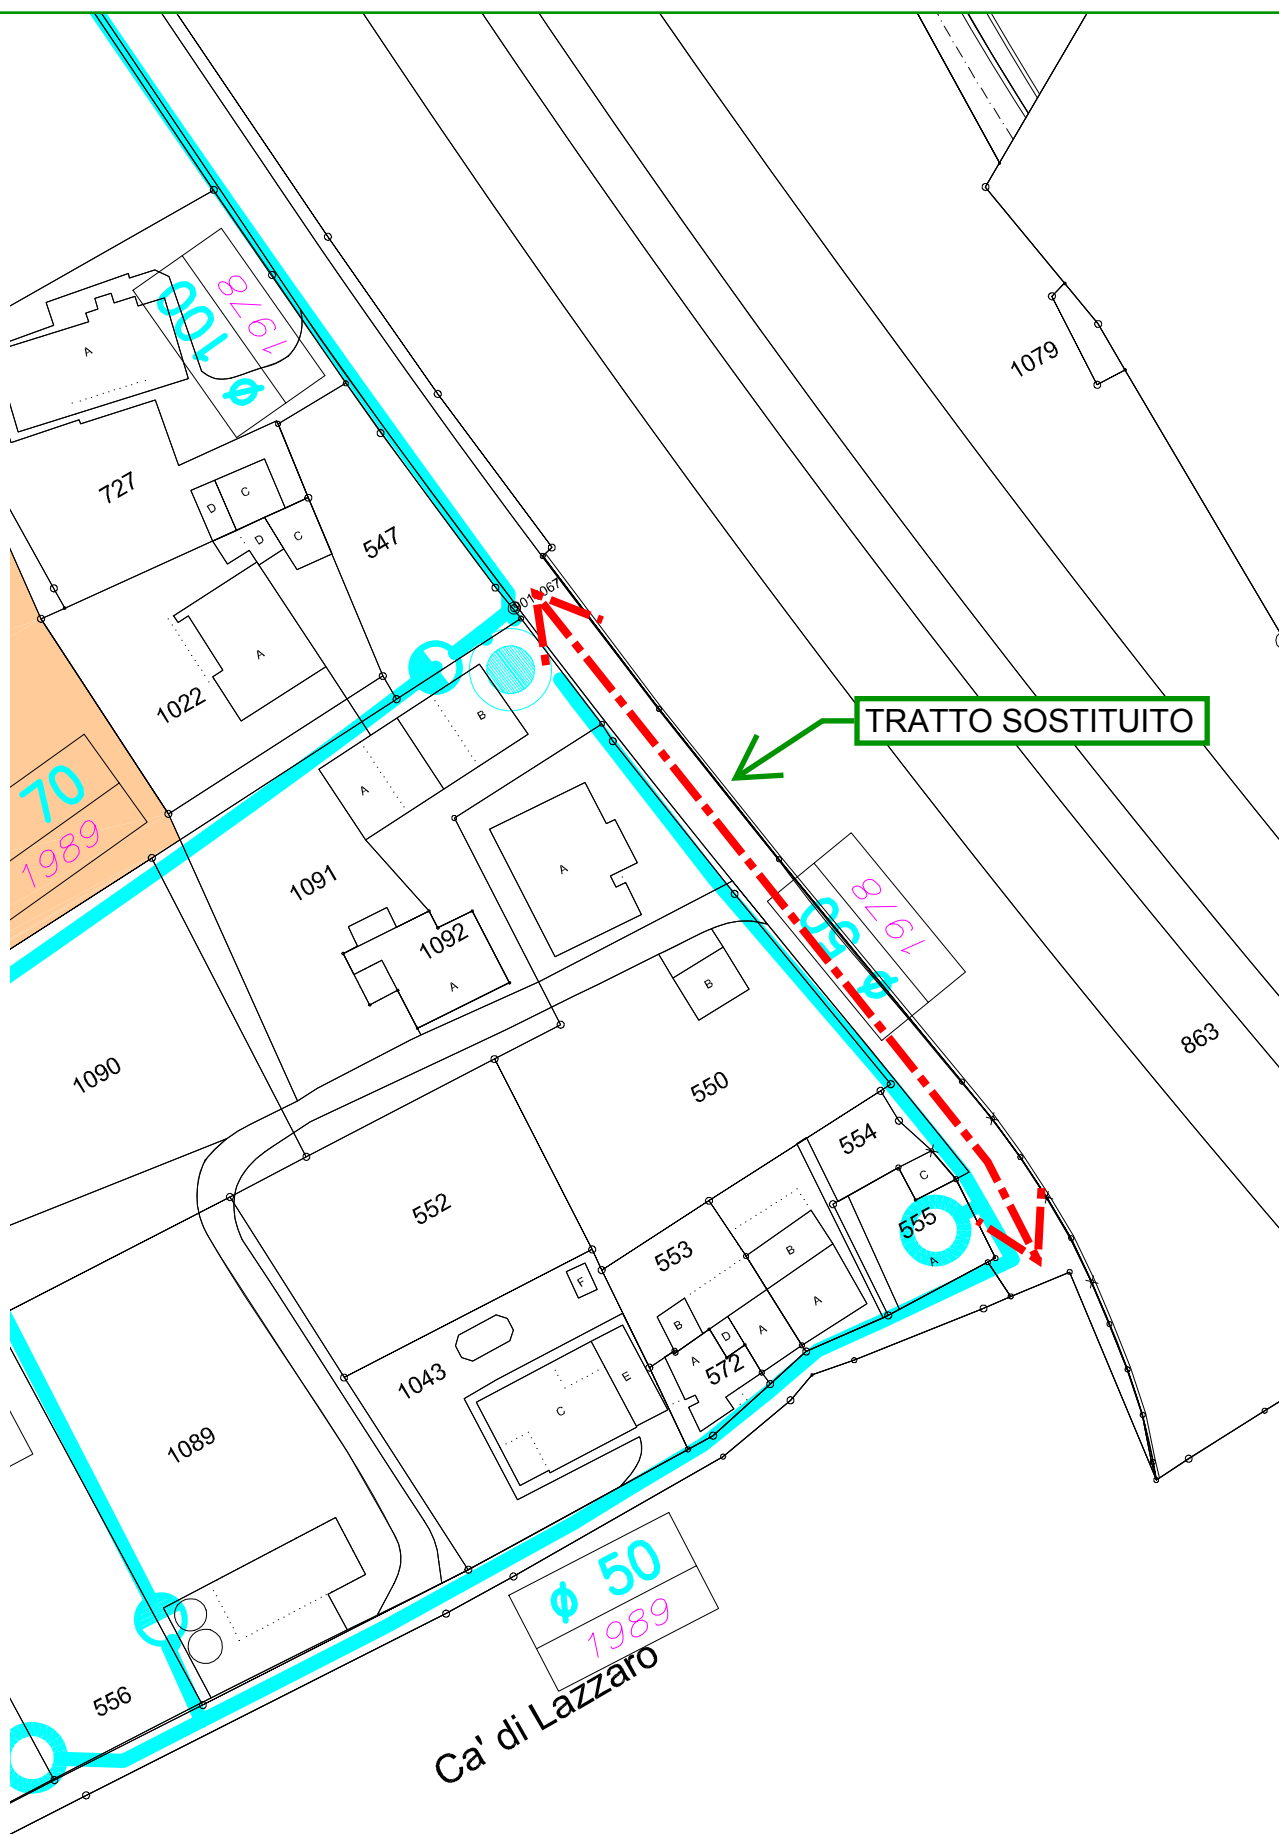 1978
φ 100
A
1079
727
D
C
D
C
547
A
1022
B
A
TRATTO SOSTITUITO
70
1989
1091
A
1978
φ 50
1092
A
B
863
1090
550
554
C
555
A
552
553
B
A
F
B
D
A
A
572
1043
E
C
1089
φ 50
1989
556
Ca' di Lazzaro